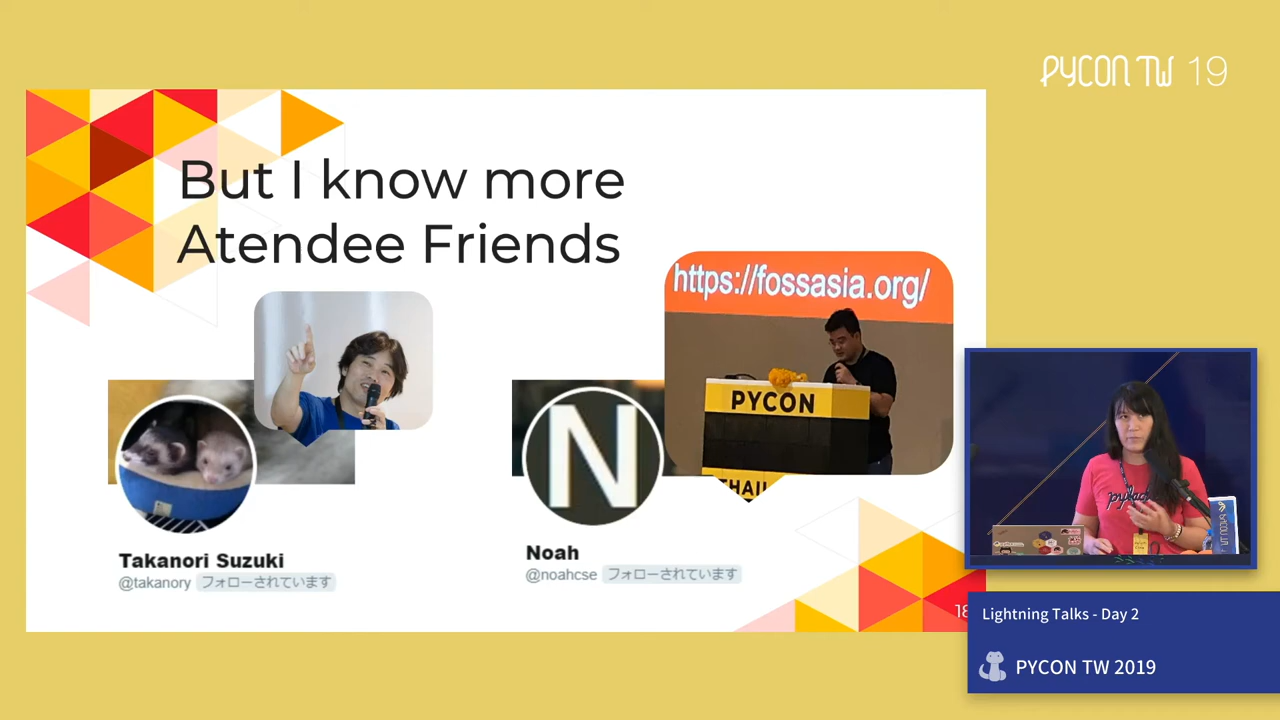 PYCON TW 19
But I know more
Atendee Friends
https://fossasia.org/
PYCON
THAIL
N
Takanori Suzuki
@takanory フォローされています
Noah
@noahcse フォローされています
18
Lightning Talks - Day 2
PYCON TW 2019